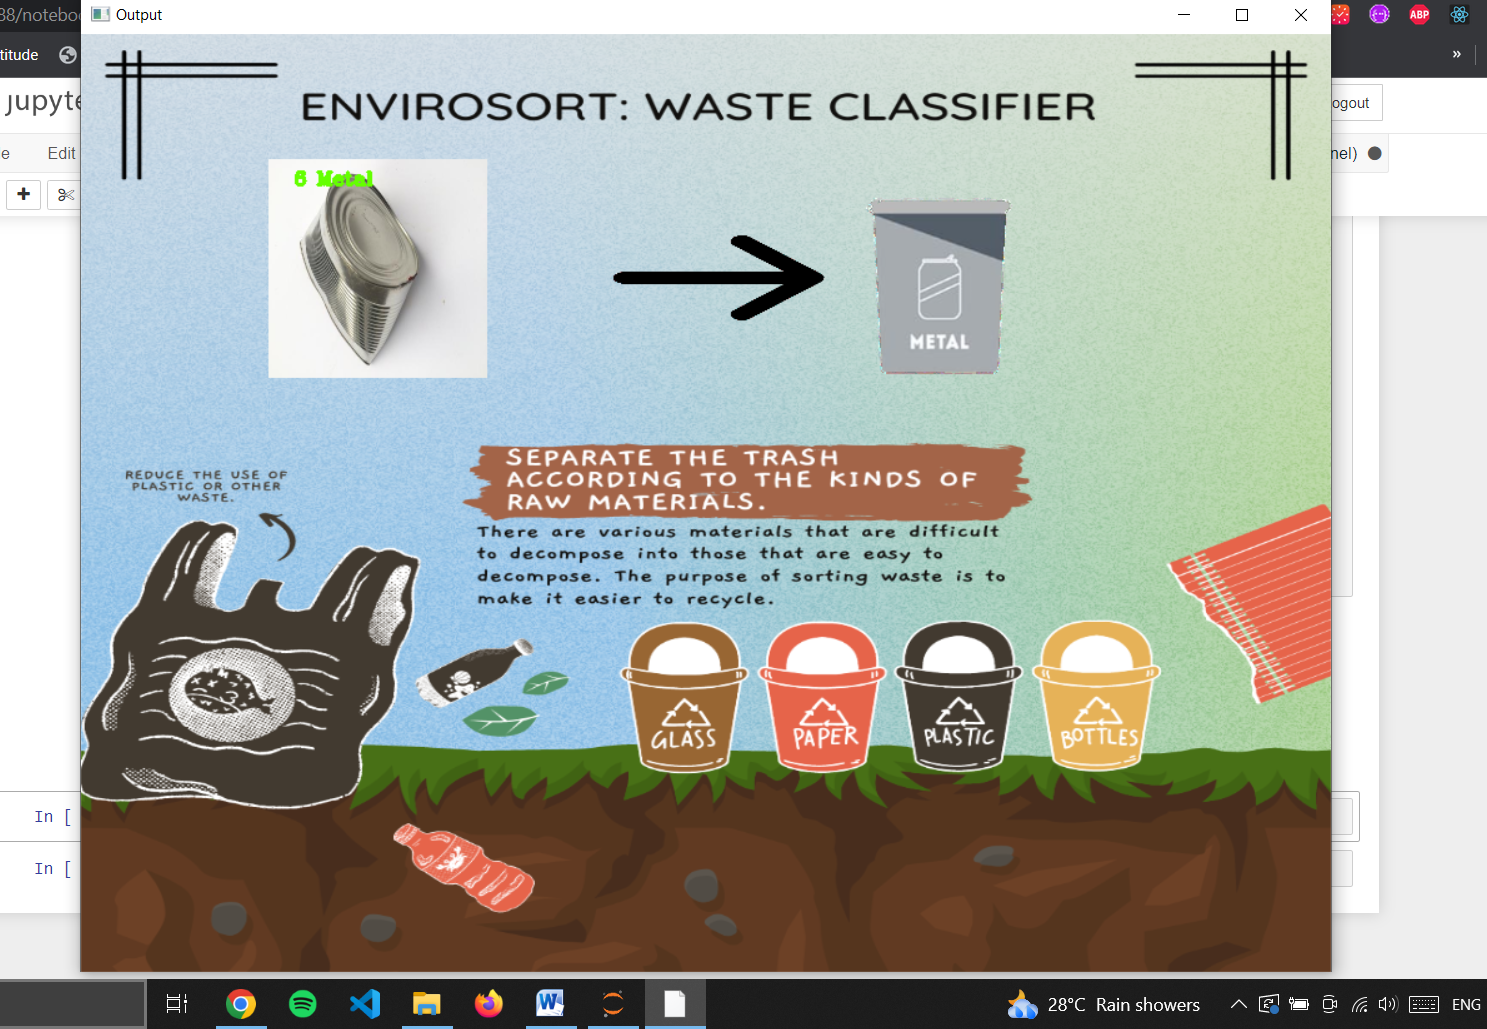 38/notebo
Output
ABP
titude
»
jupyte
ogout
e
Edit
nel)
ENVIROSORT: WASTE CLASSIFIER
6 Metal
METAL
REDUCE THE USE OF
PLASTIC OR OTHER
WASTE.
SEPARATE THE TRASH
ACCORDING TO THE KINDS OF
RAW MATERIALS.
There are various materials that are difficult
to decompose into those that are easy to
decompose. The purpose of sorting waste is to
make it easier to recycle.
GLASS
PAPER
PLASTIC
BOTTLES
In [
In [
28°C Rain showers
ENG